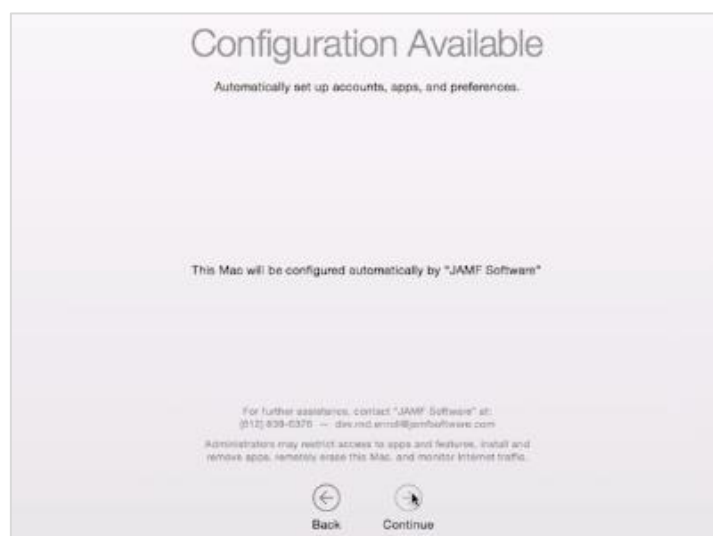 Configuration Available
Automatically set up accounts, apps, and preferences.
This Mac will be configured automatically by "JAMF Software"
For further assistance, contact "JAMF Software" at:
(612) —
Administrators may restrict access to apps and features, install and
remove apps, remotely erase this Mac, and monitor Internet traffic.
Back
Continue